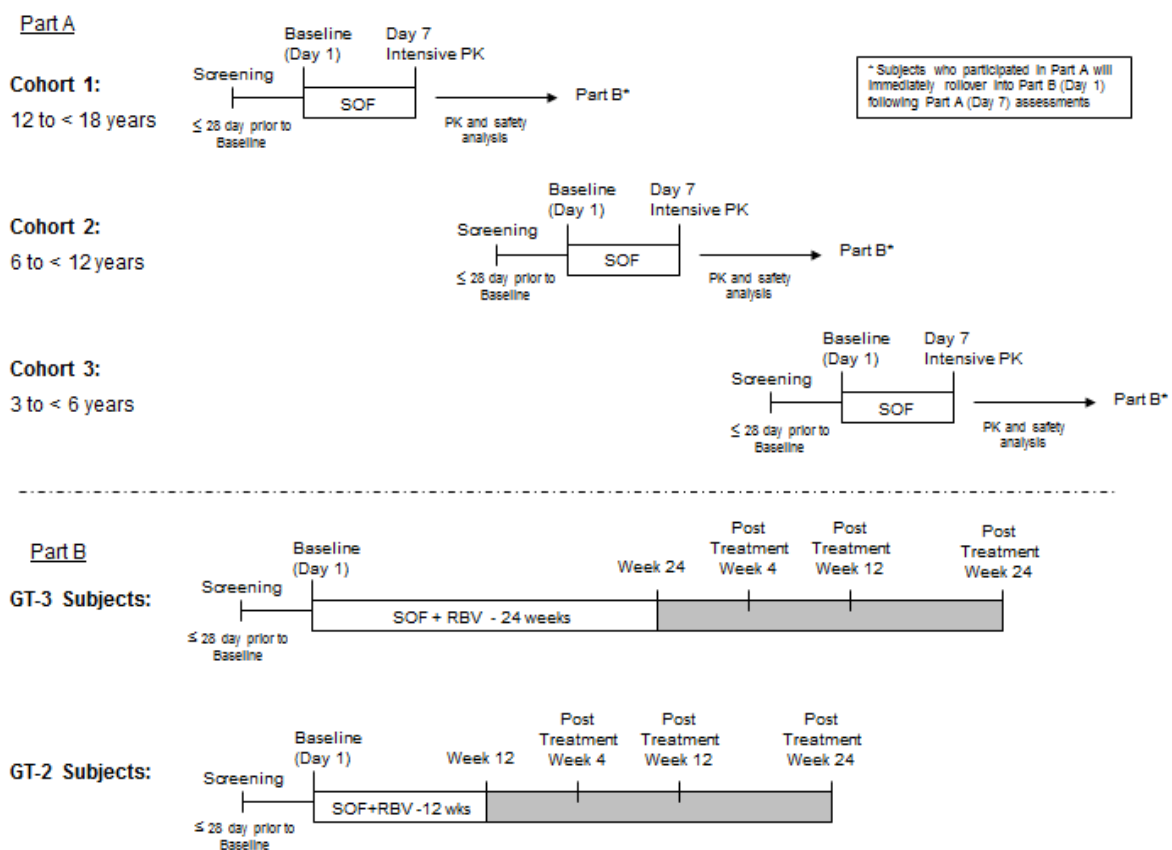 Part A
Cohort 1:
12 to < 18 years
Screening
≤ 28 day prior to
Baseline
Baseline
(Day 1)
SOF
Day 7
Intensive PK
PK and safety
analysis
Part B*
* Subjects who participated in Part A will
immediately rollover into Part B (Day 1)
following Part A (Day 7) assessments
Cohort 2:
6 to < 12 years
Screening
≤ 28 day prior to
Baseline
Baseline
(Day 1)
SOF
Day 7
Intensive PK
PK and safety
analysis
Part B*
Cohort 3:
3 to < 6 years
Screening
≤ 28 day prior to
Baseline
Baseline
(Day 1)
SOF
Day 7
Intensive PK
PK and safety
analysis
Part B*
Part B
GT-3 Subjects:
Screening
≤ 28 day prior to
Baseline
Baseline
(Day 1)
SOF + RBV - 24 weeks
Week 24
Post
Treatment
Week 4
Post
Treatment
Week 12
Post
Treatment
Week 24
GT-2 Subjects:
Screening
≤ 28 day prior to
Baseline
Baseline
(Day 1)
SOF+RBV -12 wks
Week 12
Post
Treatment
Week 4
Post
Treatment
Week 12
Post
Treatment
Week 24